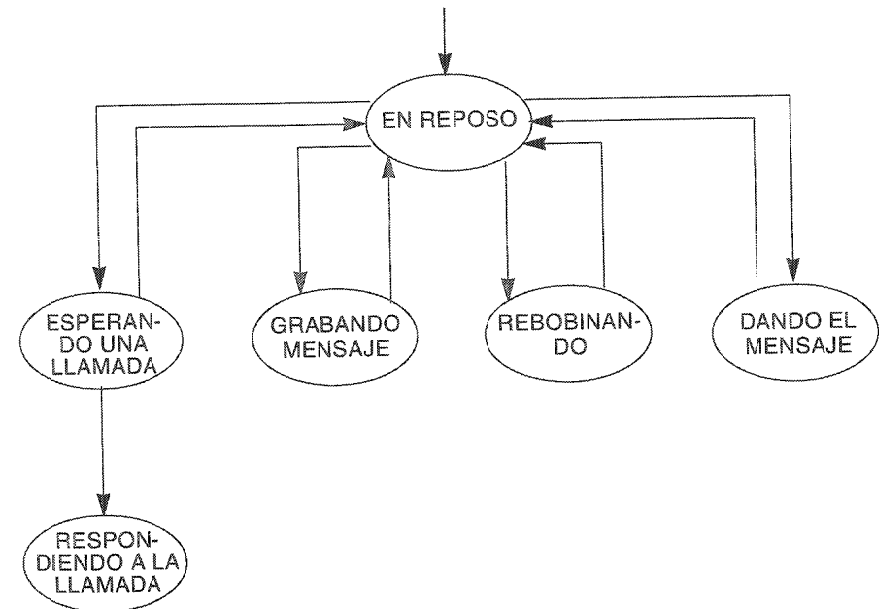 EN REPOSO
ESPERAN-
DO UNA
LLAMADA
GRABANDO
MENSAJE
REBOBINAN-
DO
DANDO EL
MENSAJE
RESPON-
DIENDO A LA
LLAMADA